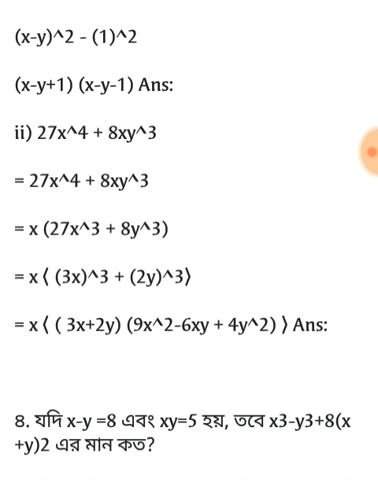 (x-y)^2 - (1)^2
(x-y+1) (x-y-1) Ans:
ii) 27x^4 + 8xy^3
= 27x^4 + 8xy^3
= x (27x^3 + 8y^3)
= x ⟨ (3x)^3 + (2y)^3⟩
= x ⟨ ( 3x+2y) (9x^2-6xy + 4y^2) ⟩ Ans:
৪. যদি x-y =8 এবং xy=5 হয়, তবে x3-y3+8(x
+y)2 এর মান কত?